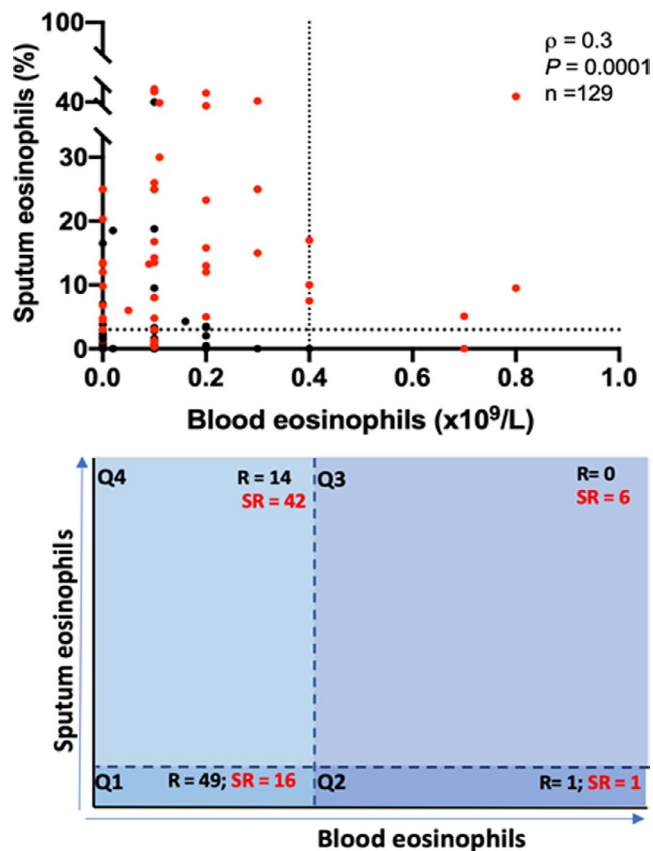 100
40
30
20
10
0
Sputum eosinophils (%)
ρ = 0.3
P = 0.0001
n =129
0.0 0.2 0.4 0.6 0.8 1.0
Blood eosinophils (x10⁹/L)
Q4 R = 14 Q3 R= 0
SR = 42 SR = 6
Sputum eosinophils
Q1 R = 49; SR = 16 Q2 R= 1; SR = 1
Blood eosinophils